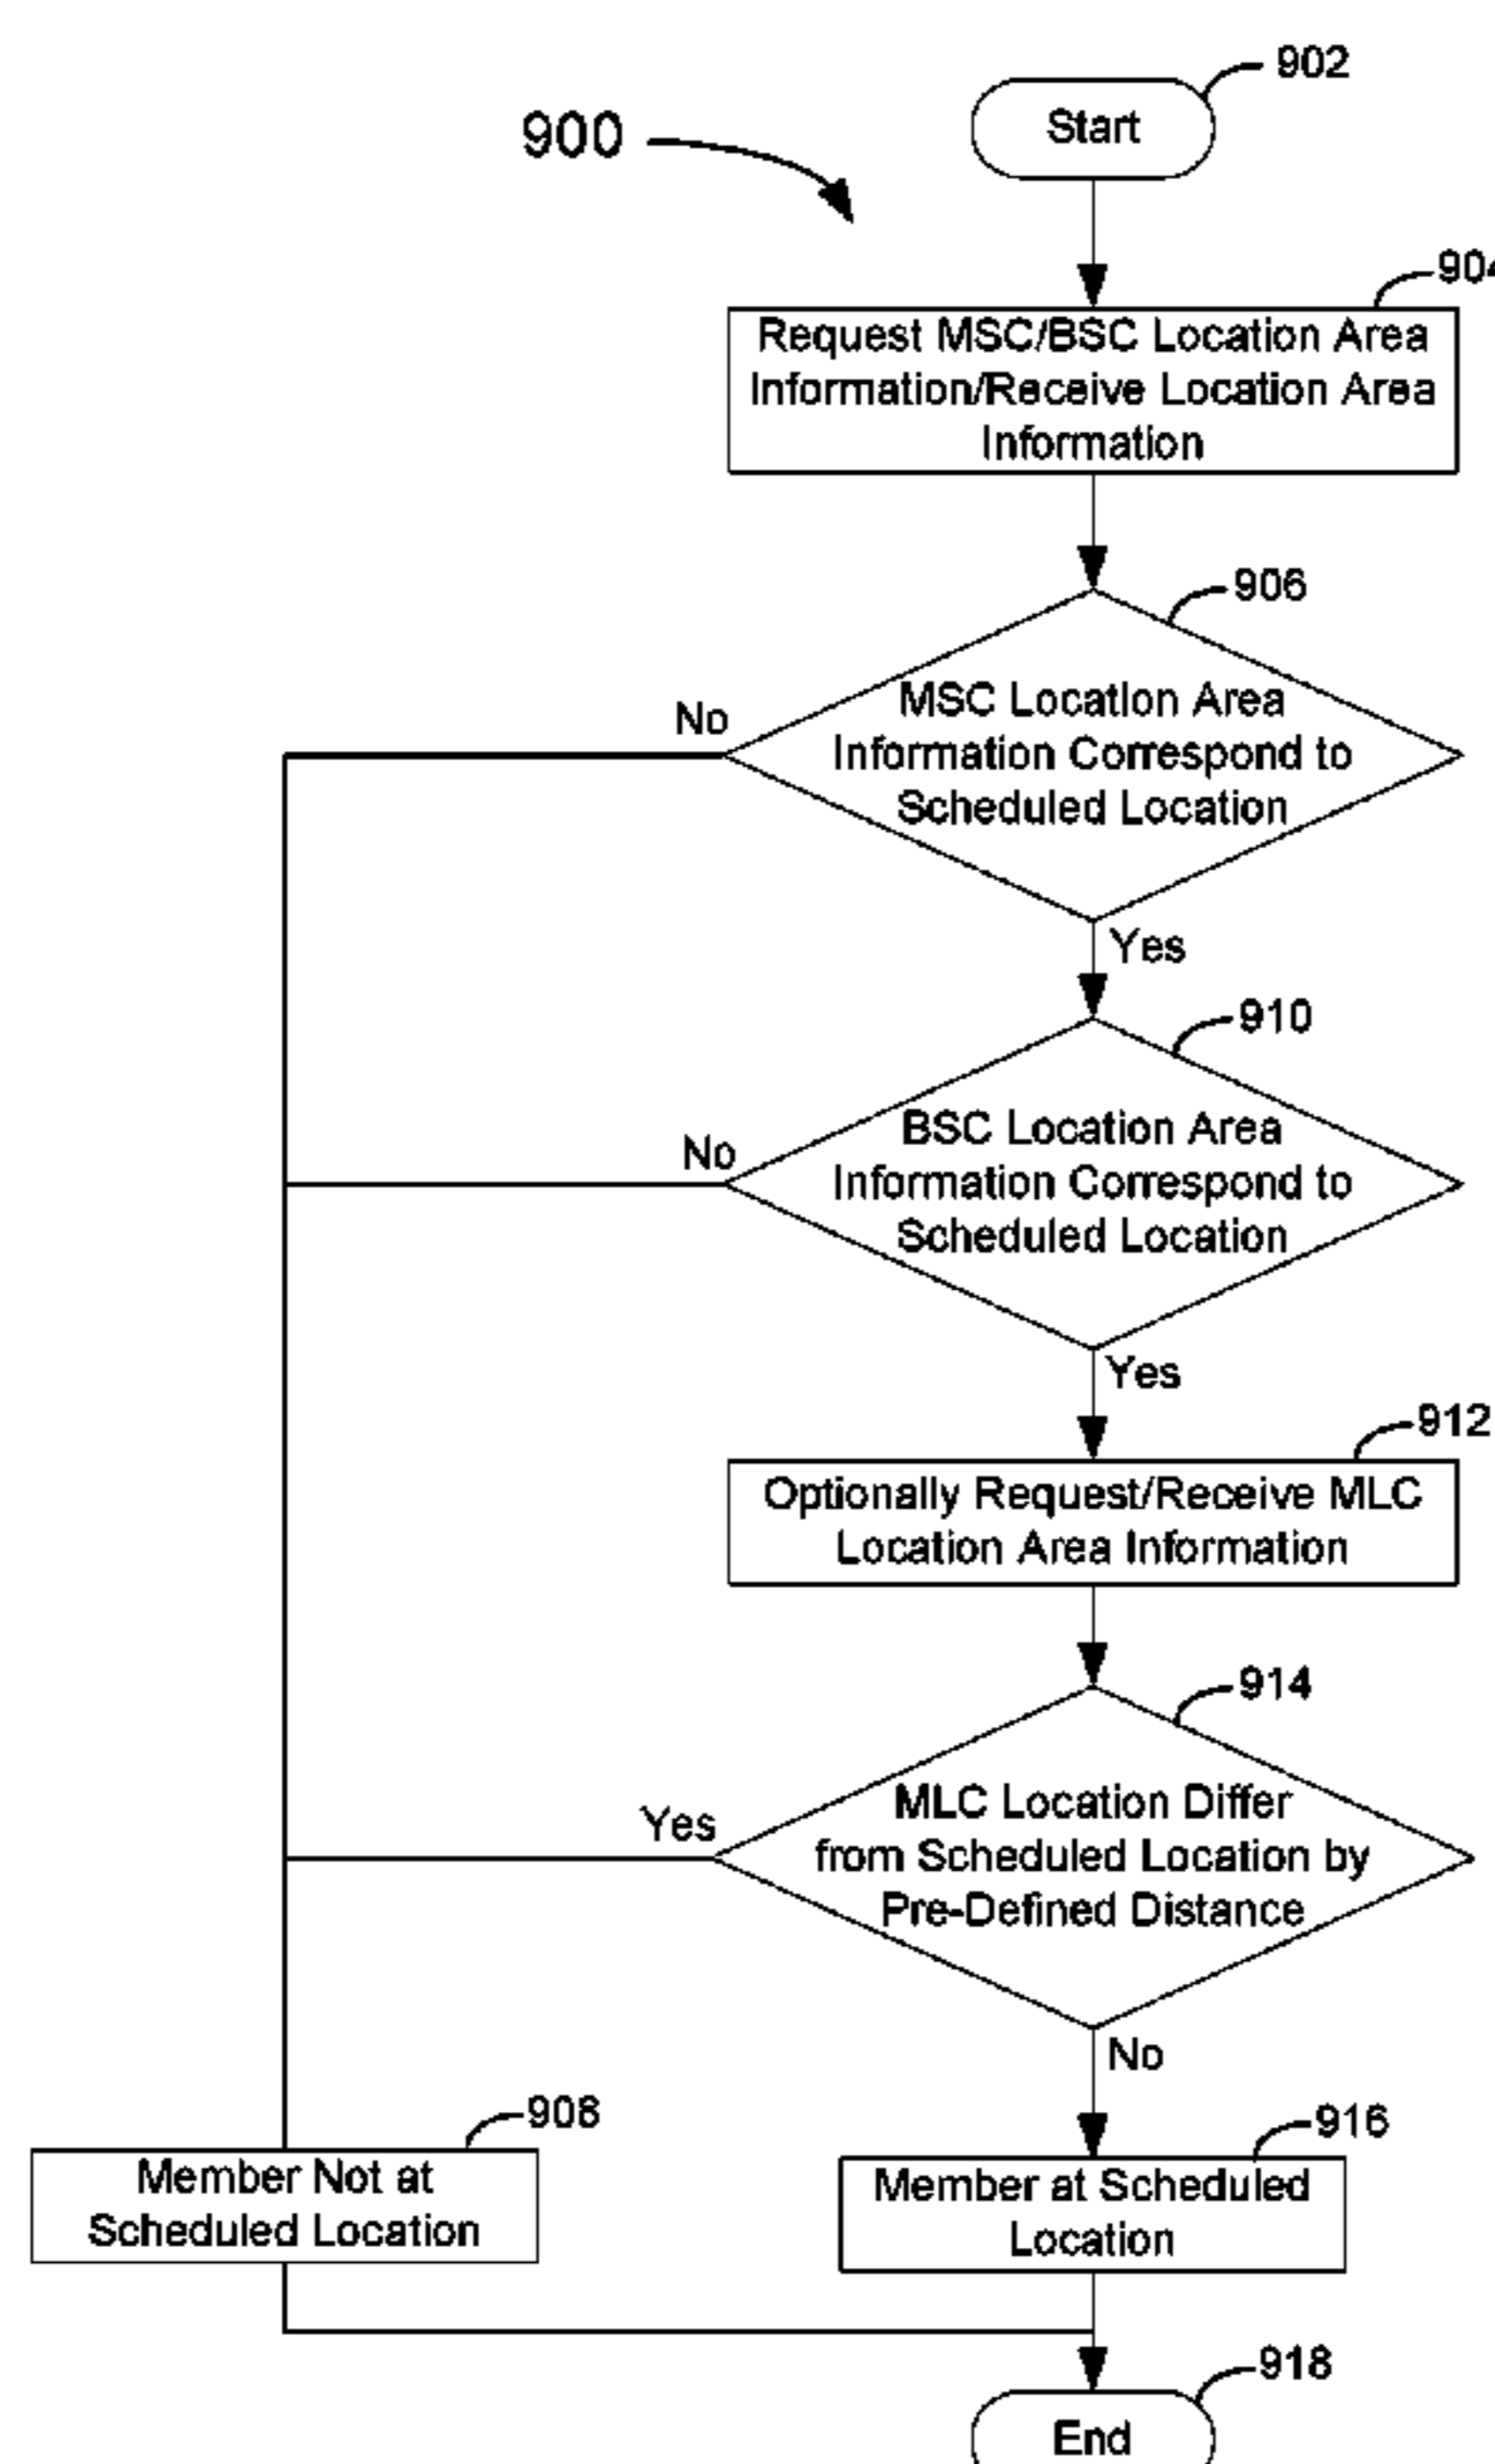 902
Start
900
904
Request MSC/BSC Location Area
Information/Receive Location Area
Information
906
MSC Location Area
Information Correspond to
Scheduled Location
No
Yes
910
BSC Location Area
Information Correspond to
Scheduled Location
No
Yes
912
Optionally Request/Receive MLC
Location Area Information
914
MLC Location Differ
from Scheduled Location by
Pre-Defined Distance
Yes
No
908
Member Not at
Scheduled Location
916
Member at Scheduled
Location
918
End